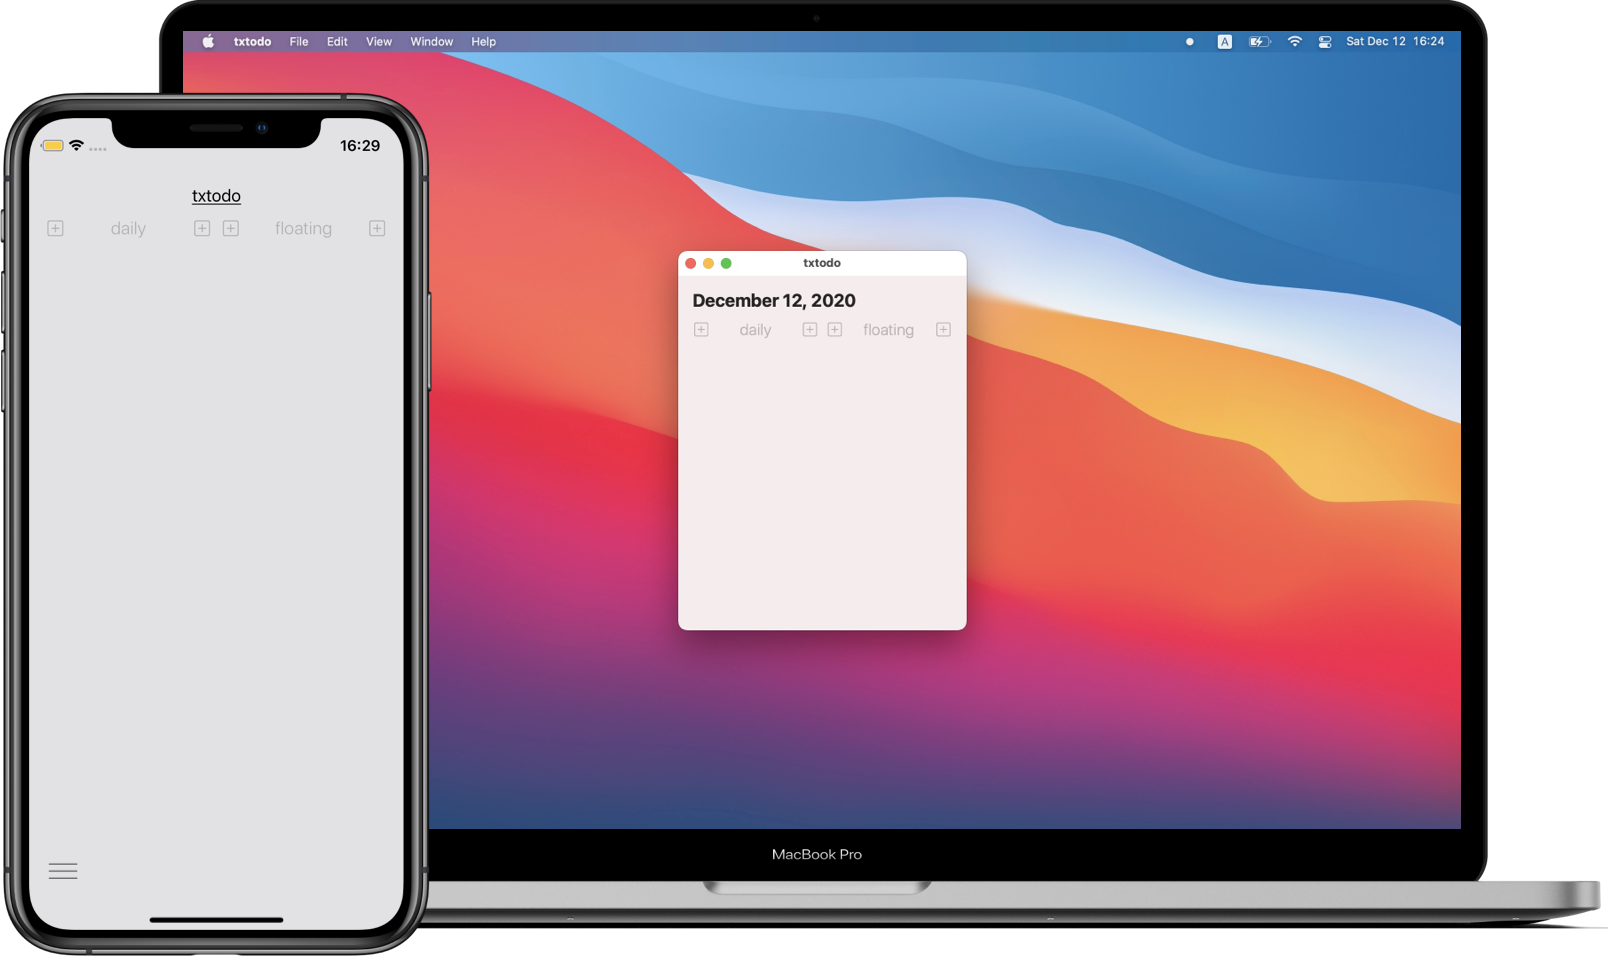 txtodo File Edit View Window Help A Sat Dec 12 16:24
16:29
txtodo
daily floating
txtodo
December 12, 2020
daily floating
MacBook Pro